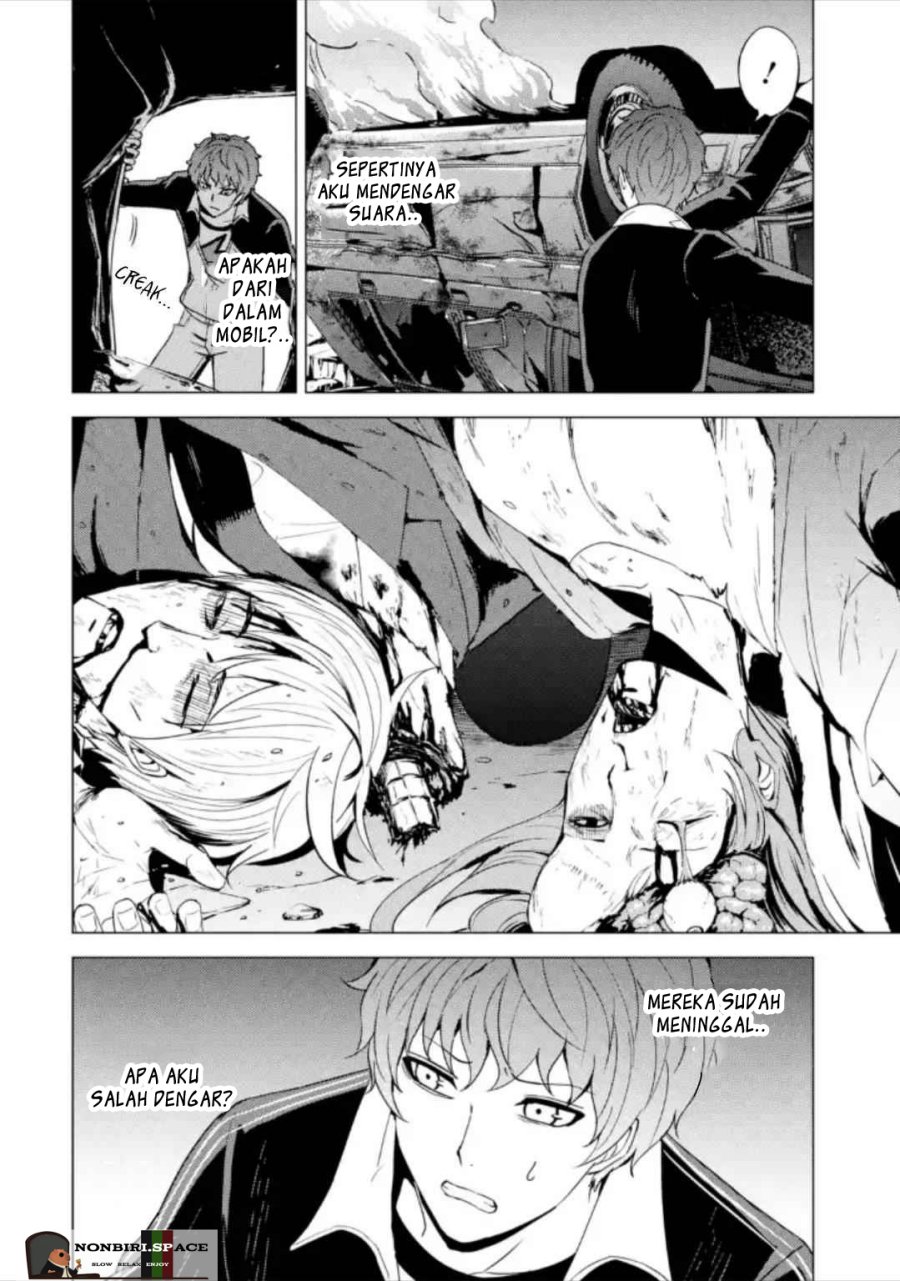 !
SEPERTINYA
AKU MENDENGAR
SUARA..
APAKAH
DARI
DALAM
MOBIL?..
CREAK...
MEREKA SUDAH
MENINGGAL..
APA AKU
SALAH DENGAR?
NONBIRI.SPACE
SLOW RELAX ENJOY